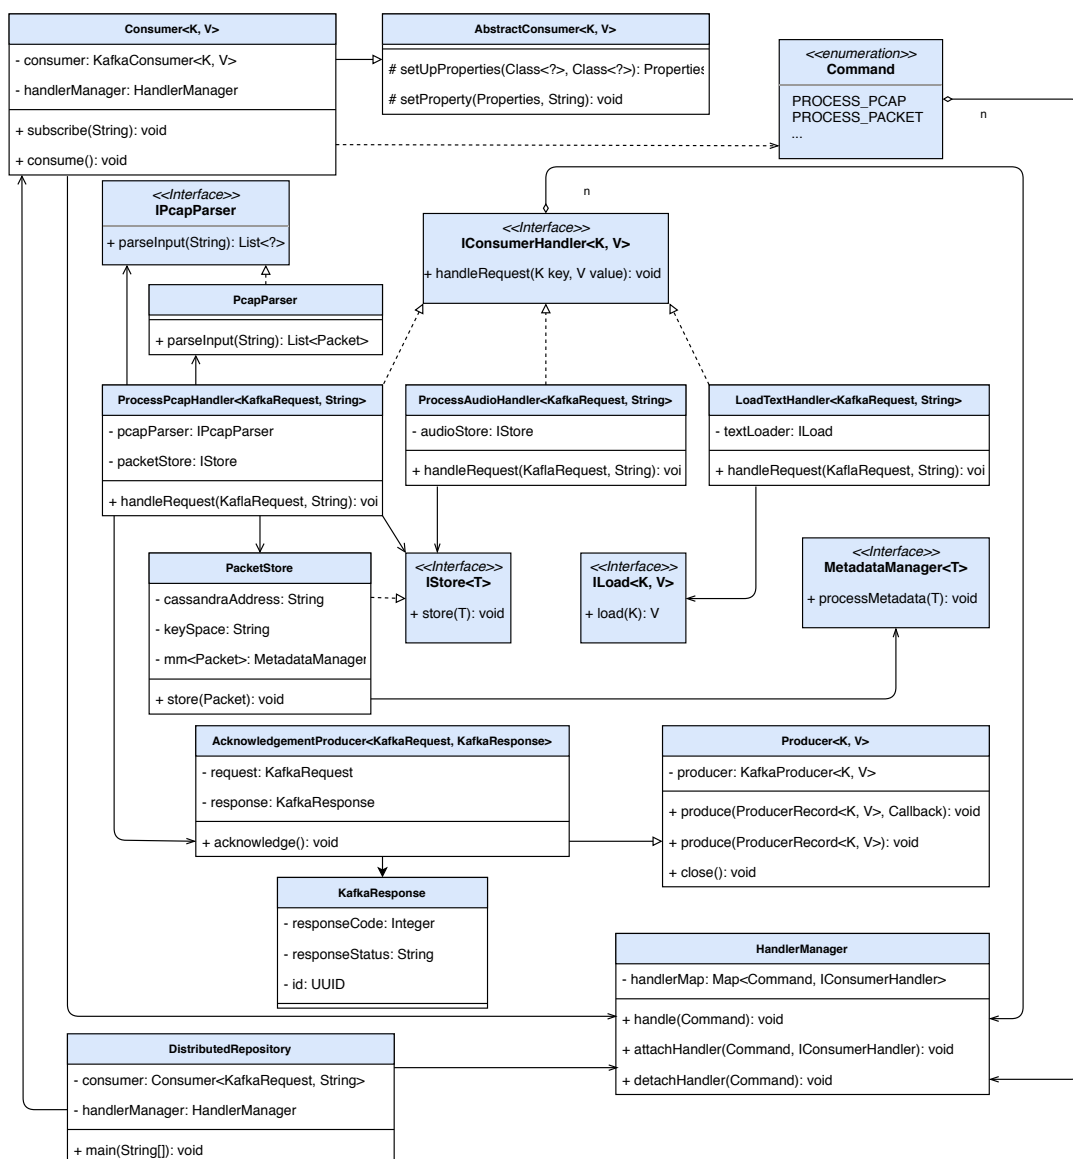 Consumer<K, V>
- consumer: KafkaConsumer<K, V>
- handlerManager: HandlerManager
+ subscribe(String): void
+ consume(): void
AbstractConsumer<K, V>
# setUpProperties(Class<?>, Class<?>): Properties
# setProperty(Properties, String): void
<<enumeration>>
Command
PROCESS_PCAP
PROCESS_PACKET
...
n
<<Interface>>
IPcapParser
+ parseInput(String): List<?>
n
<<Interface>>
IConsumerHandler<K, V>
+ handleRequest(K key, V value): void
PcapParser
+ parseInput(String): List<Packet>
ProcessPcapHandler<KafkaRequest, String>
- pcapParser: IPcapParser
- packetStore: IStore
+ handleRequest(KaflaRequest, String): voi
ProcessAudioHandler<KafkaRequest, String>
- audioStore: IStore
+ handleRequest(KaflaRequest, String): voi
LoadTextHandler<KafkaRequest, String>
- textLoader: ILoad
+ handleRequest(KaflaRequest, String): voi
PacketStore
- cassandraAddress: String
- keySpace: String
- mm<Packet>: MetadataManager
+ store(Packet): void
<<Interface>>
IStore<T>
+ store(T): void
<<Interface>>
ILoad<K, V>
+ load(K): V
<<Interface>>
MetadataManager<T>
+ processMetadata(T): void
AcknowledgementProducer<KafkaRequest, KafkaResponse>
- request: KafkaRequest
- response: KafkaResponse
+ acknowledge(): void
Producer<K, V>
- producer: KafkaProducer<K, V>
+ produce(ProducerRecord<K, V>, Callback): void
+ produce(ProducerRecord<K, V>): void
+ close(): void
KafkaResponse
- responseCode: Integer
- responseStatus: String
- id: UUID
HandlerManager
- handlerMap: Map<Command, IConsumerHandler>
+ handle(Command): void
+ attachHandler(Command, IConsumerHandler): void
+ detachHandler(Command): void
DistributedRepository
- consumer: Consumer<KafkaRequest, String>
- handlerManager: HandlerManager
+ main(String[]): void